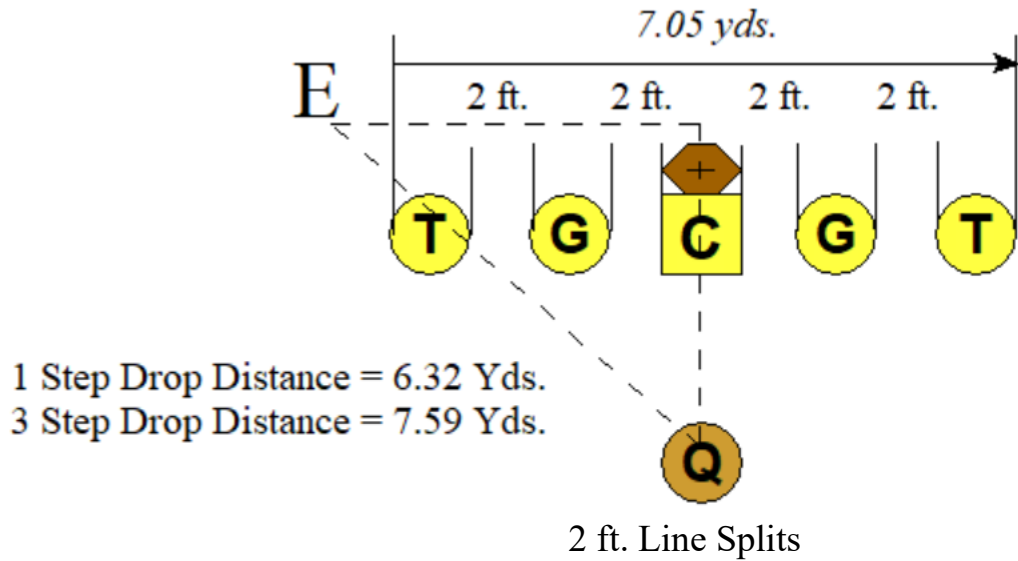 7.05 yds.
E
2 ft. 2 ft. 2 ft. 2 ft.
T G C G T
1 Step Drop Distance = 6.32 Yds.
3 Step Drop Distance = 7.59 Yds.
Q
2 ft. Line Splits